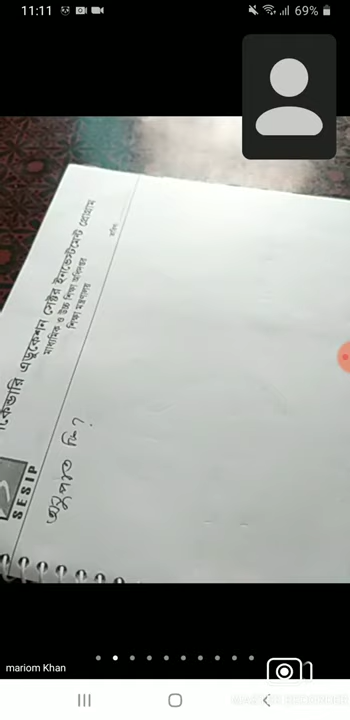 11:11
69%
এডুকেশন সেক্টর ইনভেস্টমেন্ট প্রোগ্রাম
মাধ্যমিক ও উচ্চ শিক্ষা অধিদপ্তর
শিক্ষা মন্ত্রণালয়
তারিখ
SESIP
অনুপাত কি?
mariom Khan